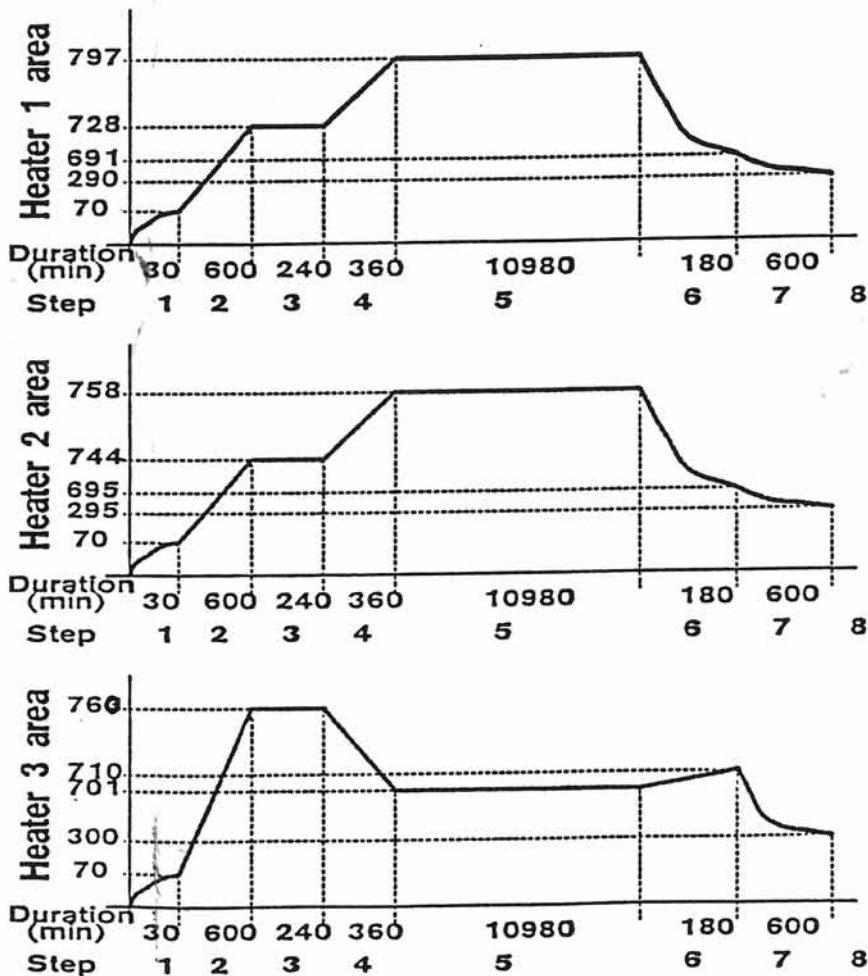 Heater 1 area
797
728
691
290
70
Duration
(min) 30 600 240 360 10980 180 600
Step 1 2 3 4 5 6 7 8
Heater 2 area
758
744
695
295
70
Duration
(min) 30 600 240 360 10980 180 600
Step 1 2 3 4 5 6 7 8
Heater 3 area
760
710
701
300
70
Duration
(min) 30 600 240 360 10980 180 600
Step 1 2 3 4 5 6 7 8